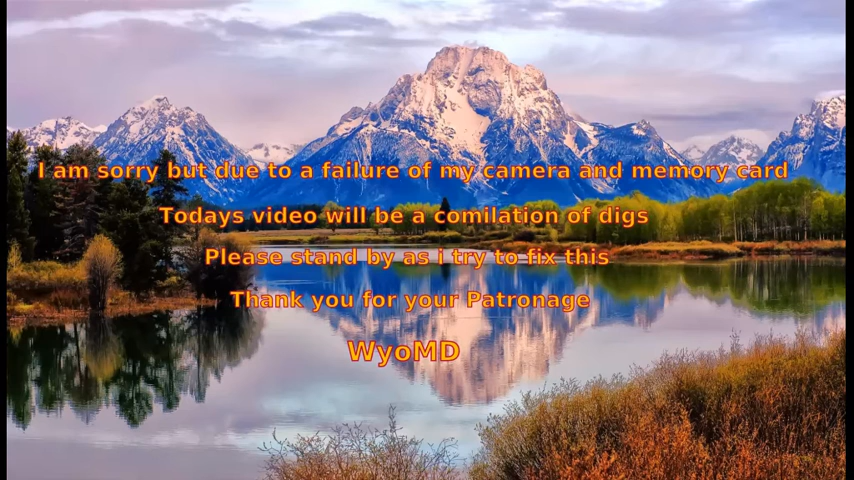 I am sorry but due to a failure of my camera and memory card
Todays video will be a comilation of digs
Please stand by as i try to fix this
Thank you for your Patronage
WyoMD